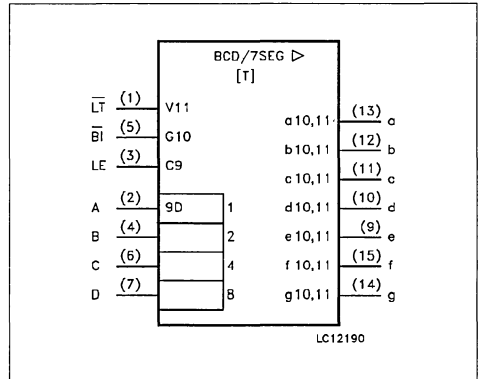 BCD/7SEG ▷
[T]
L̅T̅ (1) V11
B̅I̅ (5) G10
LE (3) C9
A (2) 9D 1
B (4) 2
C (6) 4
D (7) 8
a10,11 (13) a
b10,11 (12) b
c10,11 (11) c
d10,11 (10) d
e10,11 (9) e
f10,11 (15) f
g10,11 (14) g
LC12190